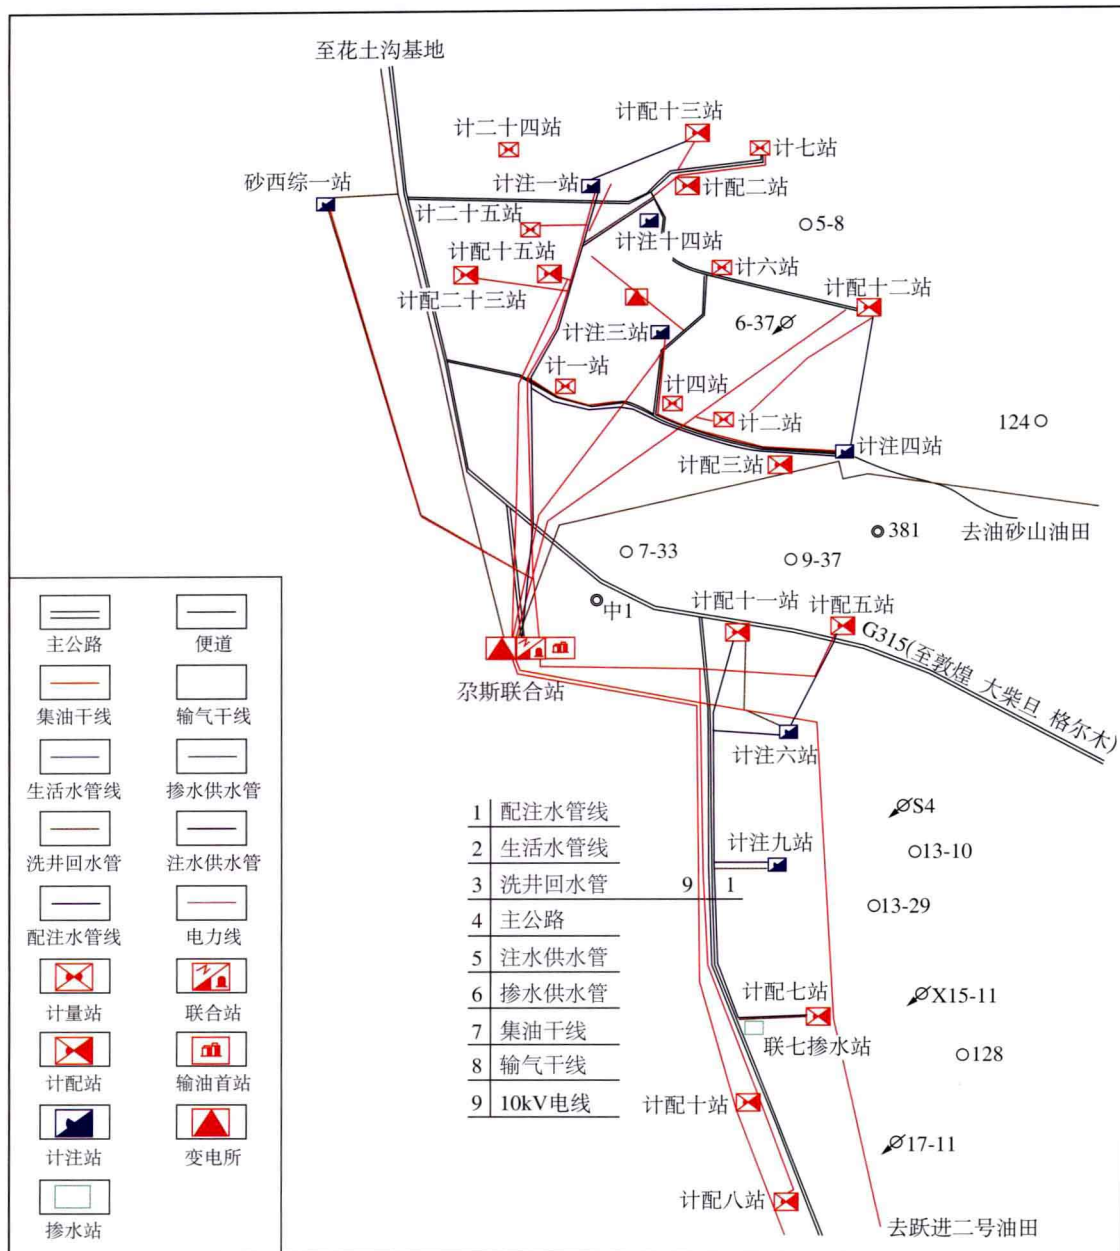 至花土沟基地
计配十三站
计二十四站
计七站
砂西综一站
计注一站
计配二站
计二十五站
5-8
计注十四站
计配十五站
计六站
计配二十三站
计配十二站
计注三站
6-37
计一站
计四站
计二站
124
计配三站
计注四站
去油砂山油田
381
7-33
9-37
中1
计配十一站
计配五站
G315(至敦煌 大柴旦 格尔木)
尕斯联合站
计注六站
S4
计注九站
13-10
13-29
计配七站
X15-11
联七掺水站
128
计配十站
17-11
计配八站
去跃进二号油田
1 配注水管线
2 生活水管线
3 洗井回水管
9 1
4 主公路
5 注水供水管
6 掺水供水管
7 集油干线
8 输气干线
9 10kV电线
主公路
便道
集油干线
输气干线
生活水管线
掺水供水管
洗井回水管
注水供水管
配注水管线
电力线
计量站
联合站
计配站
输油首站
计注站
变电所
掺水站